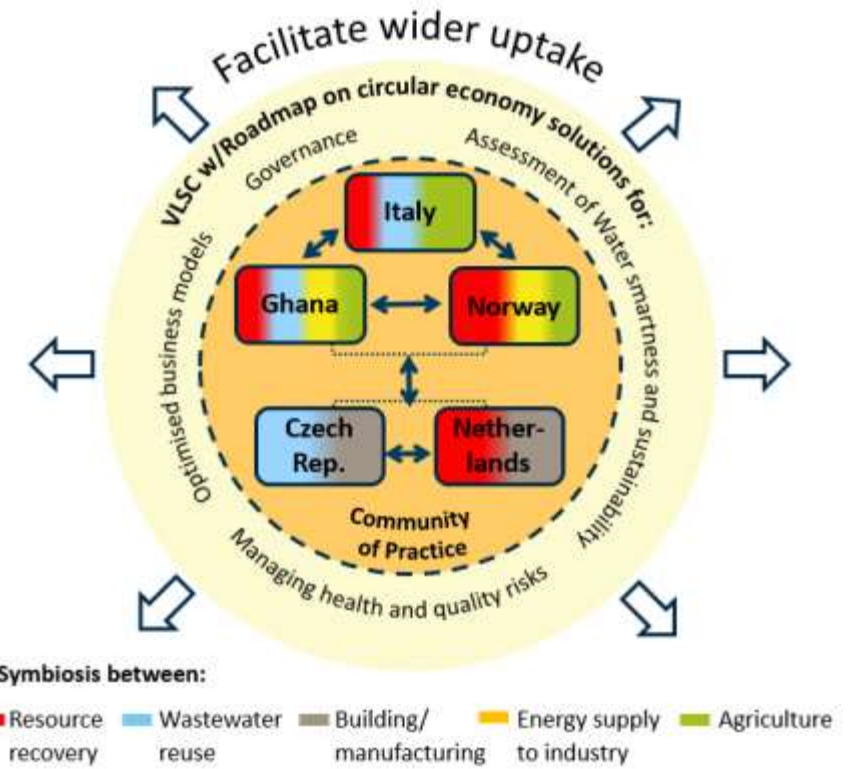 Facilitate wider uptake
VLSC w/Roadmap on circular economy solutions for:
Governance
Assessment of Water smartness and sustainability
Optimised business models
Managing health and quality risks
Italy
Ghana
Norway
Czech
Rep.
Nether-
lands
Community
of Practice
Symbiosis between:
Resource
recovery
Wastewater
reuse
Building/
manufacturing
Energy supply
to industry
Agriculture